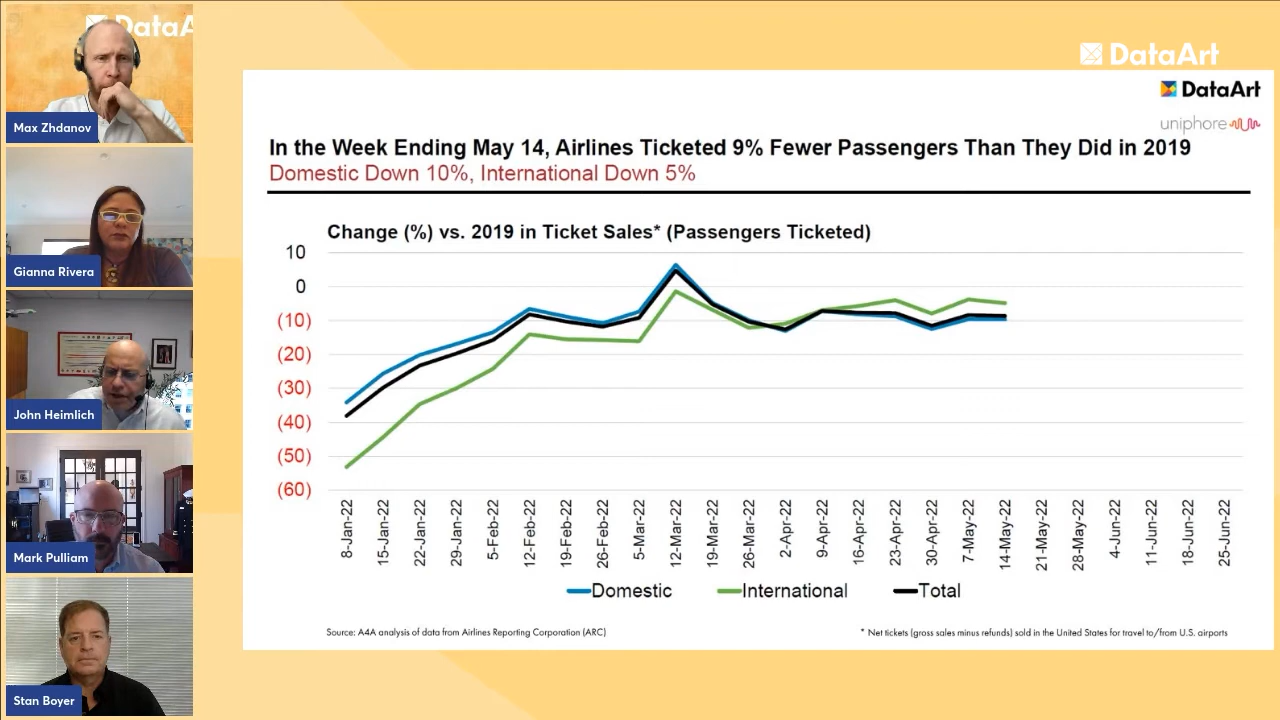 DataA
Max Zhdanov
Gianna Rivera
John Heimlich
Mark Pulliam
Stan Boyer
DataArt
DataArt
uniphore
In the Week Ending May 14, Airlines Ticketed 9% Fewer Passengers Than They Did in 2019
Domestic Down 10%, International Down 5%
Change (%) vs. 2019 in Ticket Sales* (Passengers Ticketed)
10
0
(10)
(20)
(30)
(40)
(50)
(60)
8-Jan-22
15-Jan-22
22-Jan-22
29-Jan-22
5-Feb-22
12-Feb-22
19-Feb-22
26-Feb-22
5-Mar-22
12-Mar-22
19-Mar-22
26-Mar-22
2-Apr-22
9-Apr-22
16-Apr-22
23-Apr-22
30-Apr-22
7-May-22
14-May-22
21-May-22
28-May-22
4-Jun-22
11-Jun-22
18-Jun-22
25-Jun-22
Domestic
International
Total
Source: A4A analysis of data from Airlines Reporting Corporation (ARC)
* Net tickets (gross sales minus refunds) sold in the United States for travel to/from U.S. airports